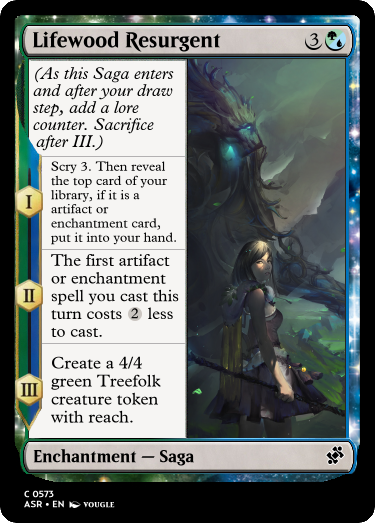 Lifewood Resurgent 3
(As this Saga enters
and after your draw
step, add a lore
counter. Sacrifice
after III.)
I
Scry 3. Then reveal
the top card of your
library, if it is a
artifact or
enchantment card,
put it into your hand.
II
The first artifact
or enchantment
spell you cast this
turn costs 2 less
to cast.
III
Create a 4/4
green Treefolk
creature token
with reach.
Enchantment — Saga
C 0573
ASR • EN YOUGLE